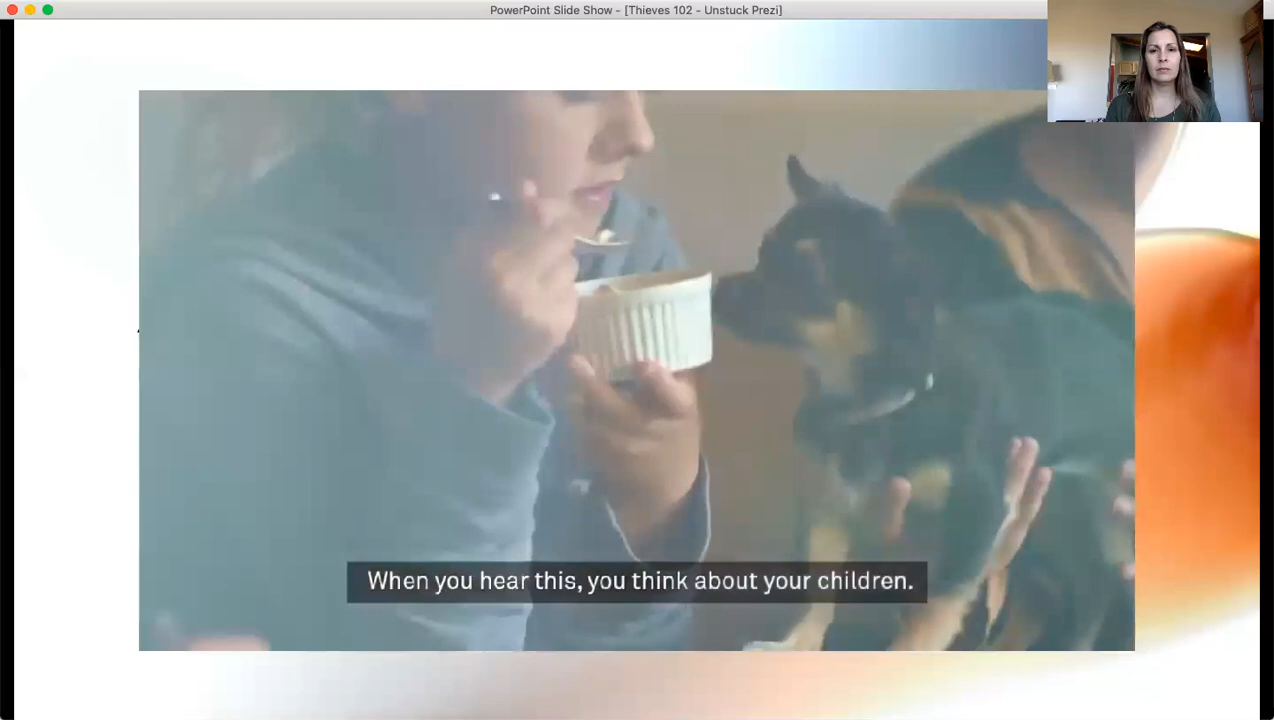 PowerPoint Slide Show - [Thieves 102 - Unstuck Prezi]
When you hear this, you think about your children.